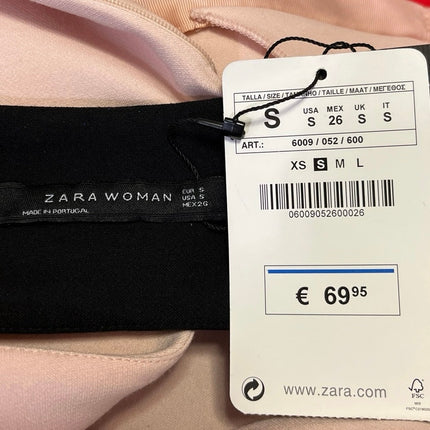 TALLA / SIZE / TAMANHO / TAILLE / MAAT / ΜΕΓΕΘΟΣ
S
USA MEX UK IT
S 26 S S
ART.: 6009 / 052 / 600
XS S M L
06009052600026
€ 69 95
www.zara.com
FSC
ZARA WOMAN
MADE IN PORTUGAL
EUR S
USA S
MEX 26